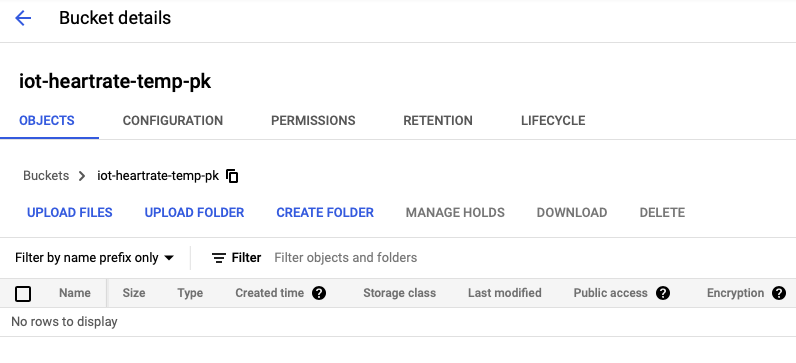 Bucket details
iot-heartrate-temp-pk
OBJECTS CONFIGURATION PERMISSIONS RETENTION LIFECYCLE
Buckets > iot-heartrate-temp-pk
UPLOAD FILES UPLOAD FOLDER CREATE FOLDER MANAGE HOLDS DOWNLOAD DELETE
Filter by name prefix only Filter Filter objects and folders
Name Size Type Created time ? Storage class Last modified Public access ? Encryption ?
No rows to display